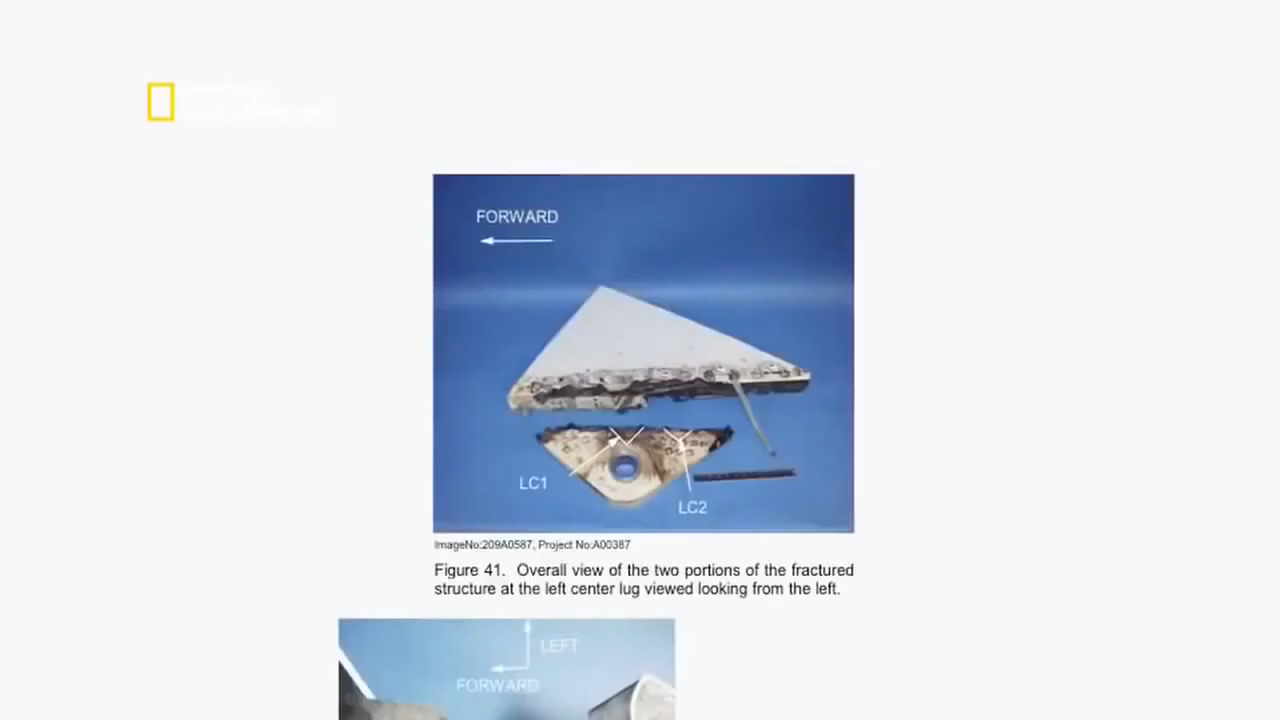 FORWARD
LC1
LC2
ImageNo:209A0587, Project No:A00387
Figure 41. Overall view of the two portions of the fractured
structure at the left center lug viewed looking from the left.
LEFT
FORWARD